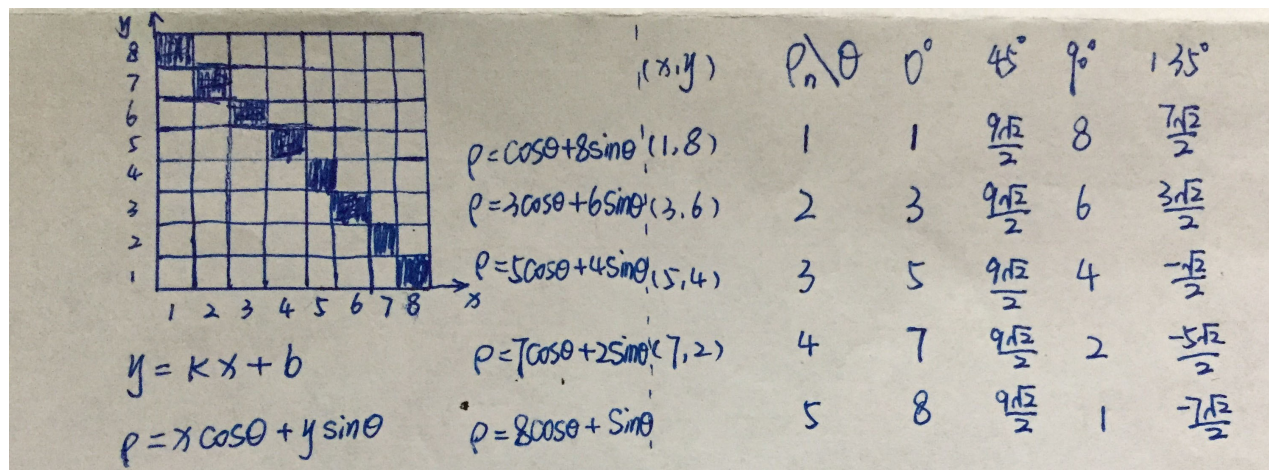 y
8
7
6
5
4
3
2
1
1 2 3 4 5 6 7 8 x
y = kx + b
ρ = x cosθ + y sinθ
(x,y) ρₙ\θ 0° 45° 90° 135°
ρ=cosθ+8sinθ (1,8) 1 1 9√2/2 8 7√2/2
ρ=3cosθ+6sinθ (3,6) 2 3 9√2/2 6 3√2/2
ρ=5cosθ+4sinθ (5,4) 3 5 9√2/2 4 -√2/2
ρ=7cosθ+2sinθ (7,2) 4 7 9√2/2 2 -5√2/2
ρ=8cosθ+Sinθ 5 8 9√2/2 1 -7√2/2